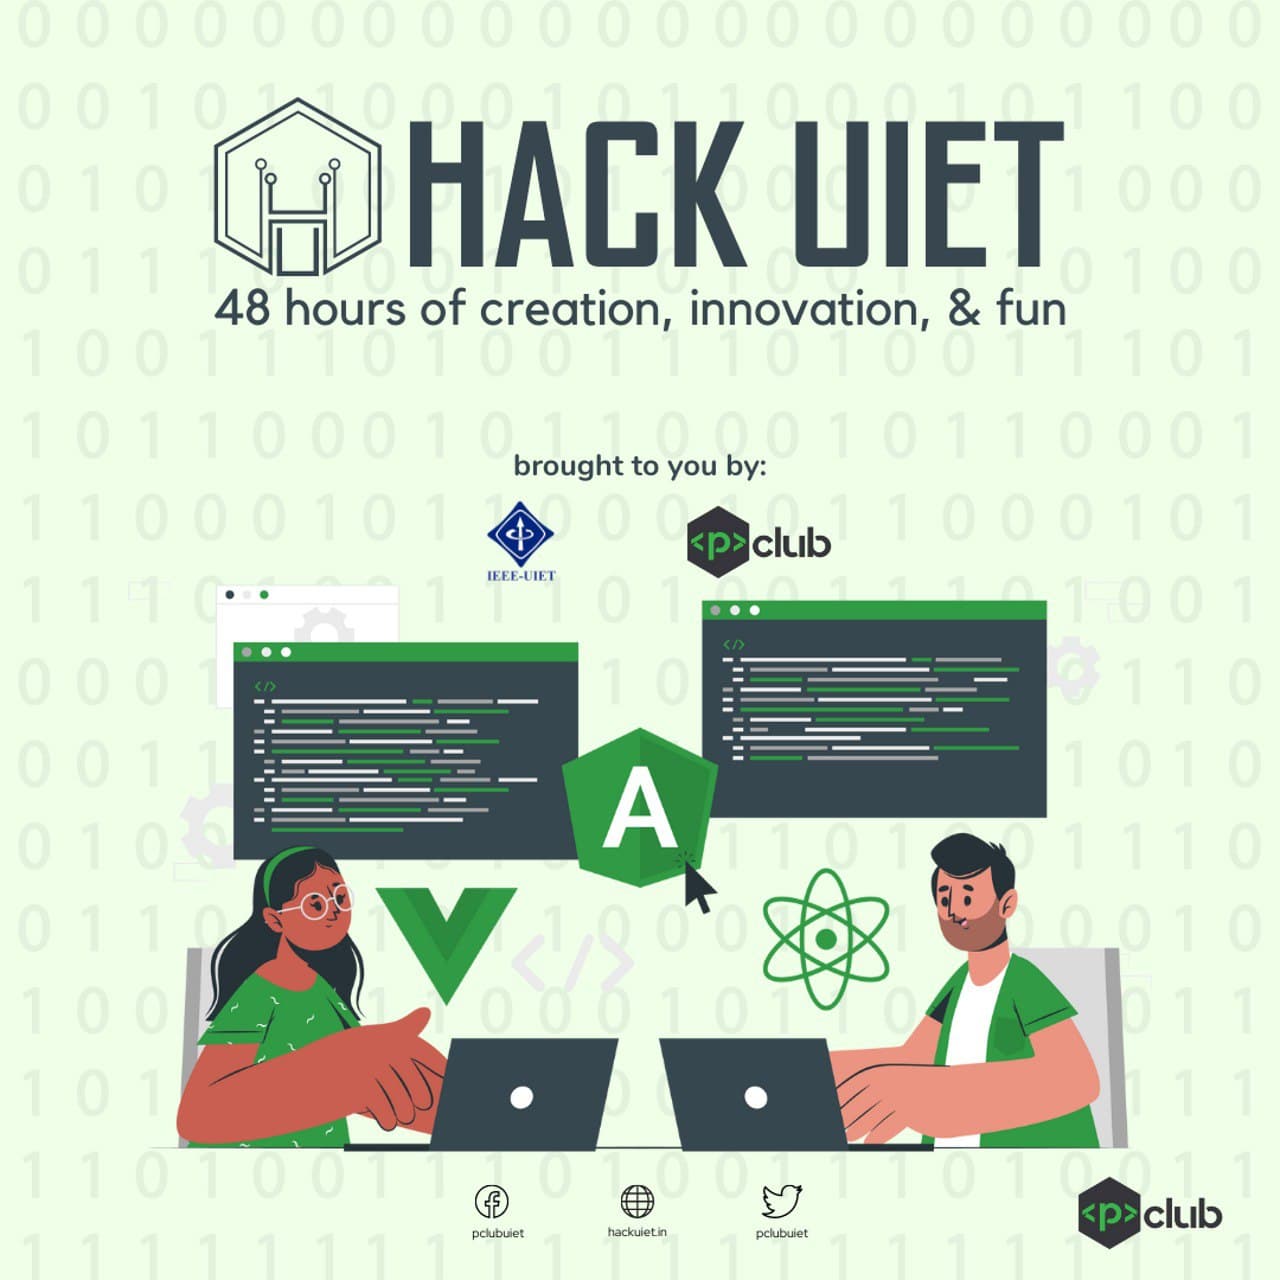 HACK UIET
48 hours of creation, innovation, & fun
brought to you by:
IEEE-UIET
<p>club
</>
</>
A
</>
pclubuiet
hackuiet.in
pclubuiet
<p>club